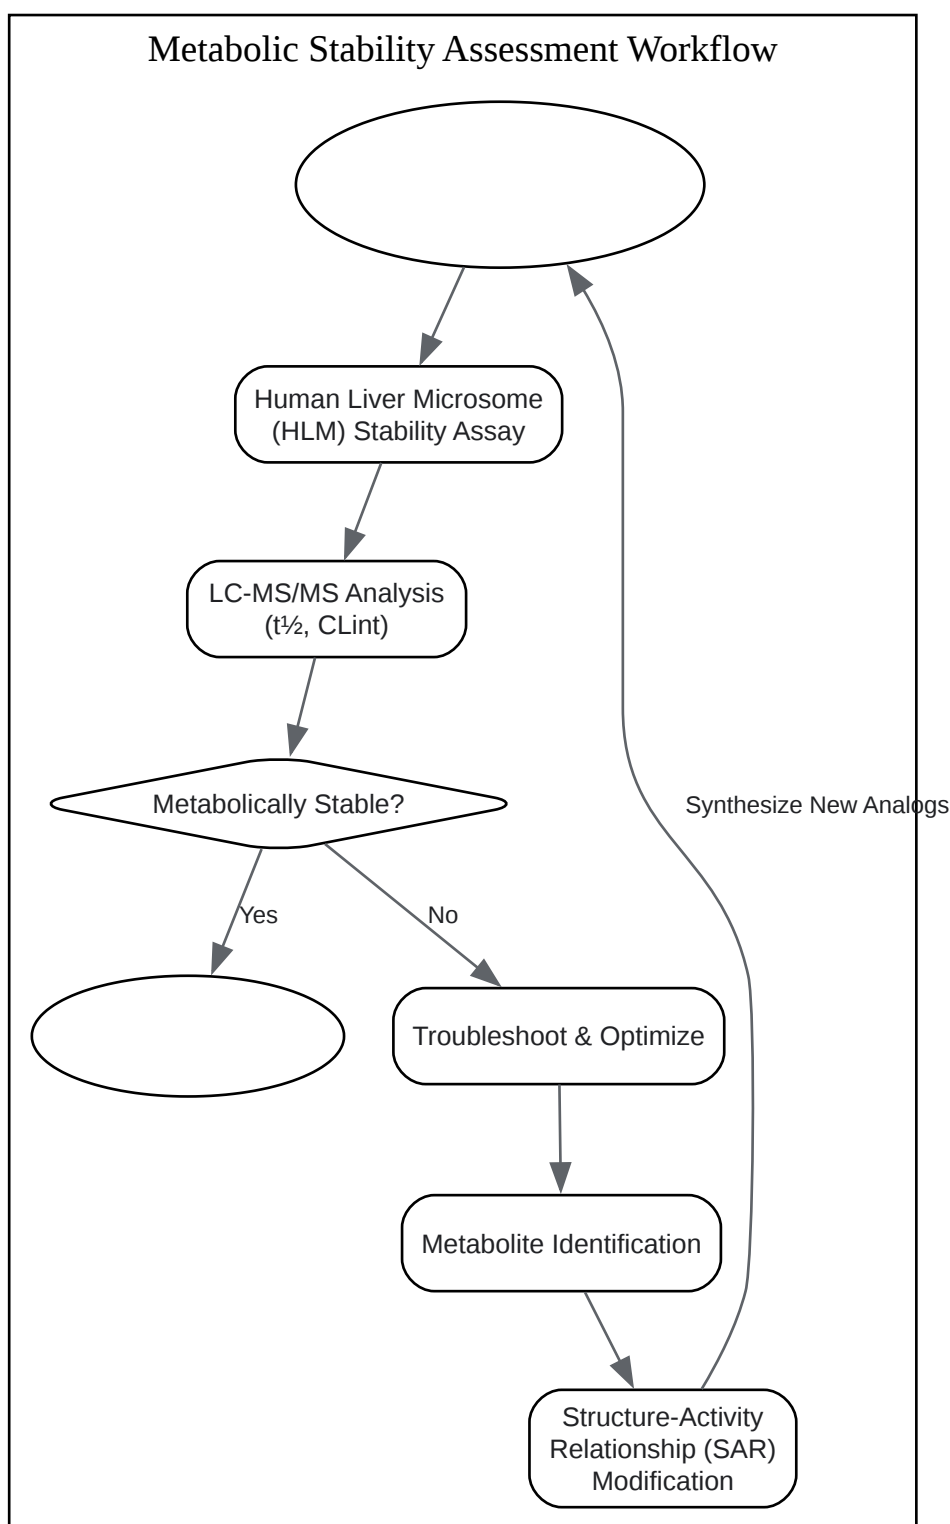 Metabolic Stability Assessment Workflow
Human Liver Microsome
(HLM) Stability Assay
LC-MS/MS Analysis
(t½, CLint)
Metabolically Stable?
Synthesize New Analogs
Yes
No
Troubleshoot & Optimize
Metabolite Identification
Structure-Activity
Relationship (SAR)
Modification